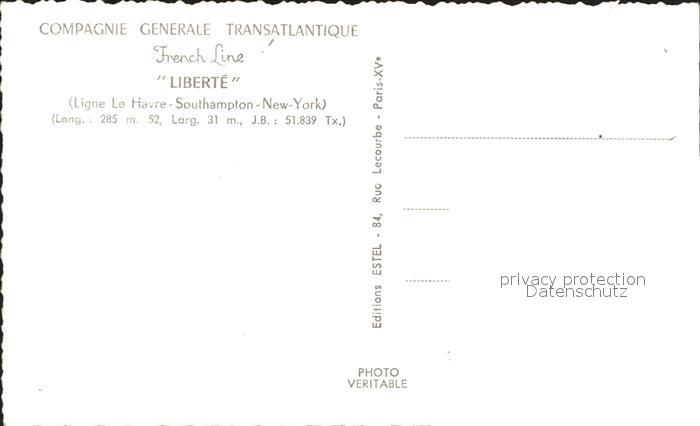 COMPAGNIE GENERALE TRANSATLANTIQUE
French Line
"LIBERTÉ"
(Ligne Le Havre - Southampton - New-York)
(Long. : 285 m. 52, Larg. 31 m., J.B. : 51.839 Tx.)
Editions ESTEL - 84, Rue Lecourbe - Paris-XVe
privacy protection
Datenschutz
PHOTO
VERITABLE